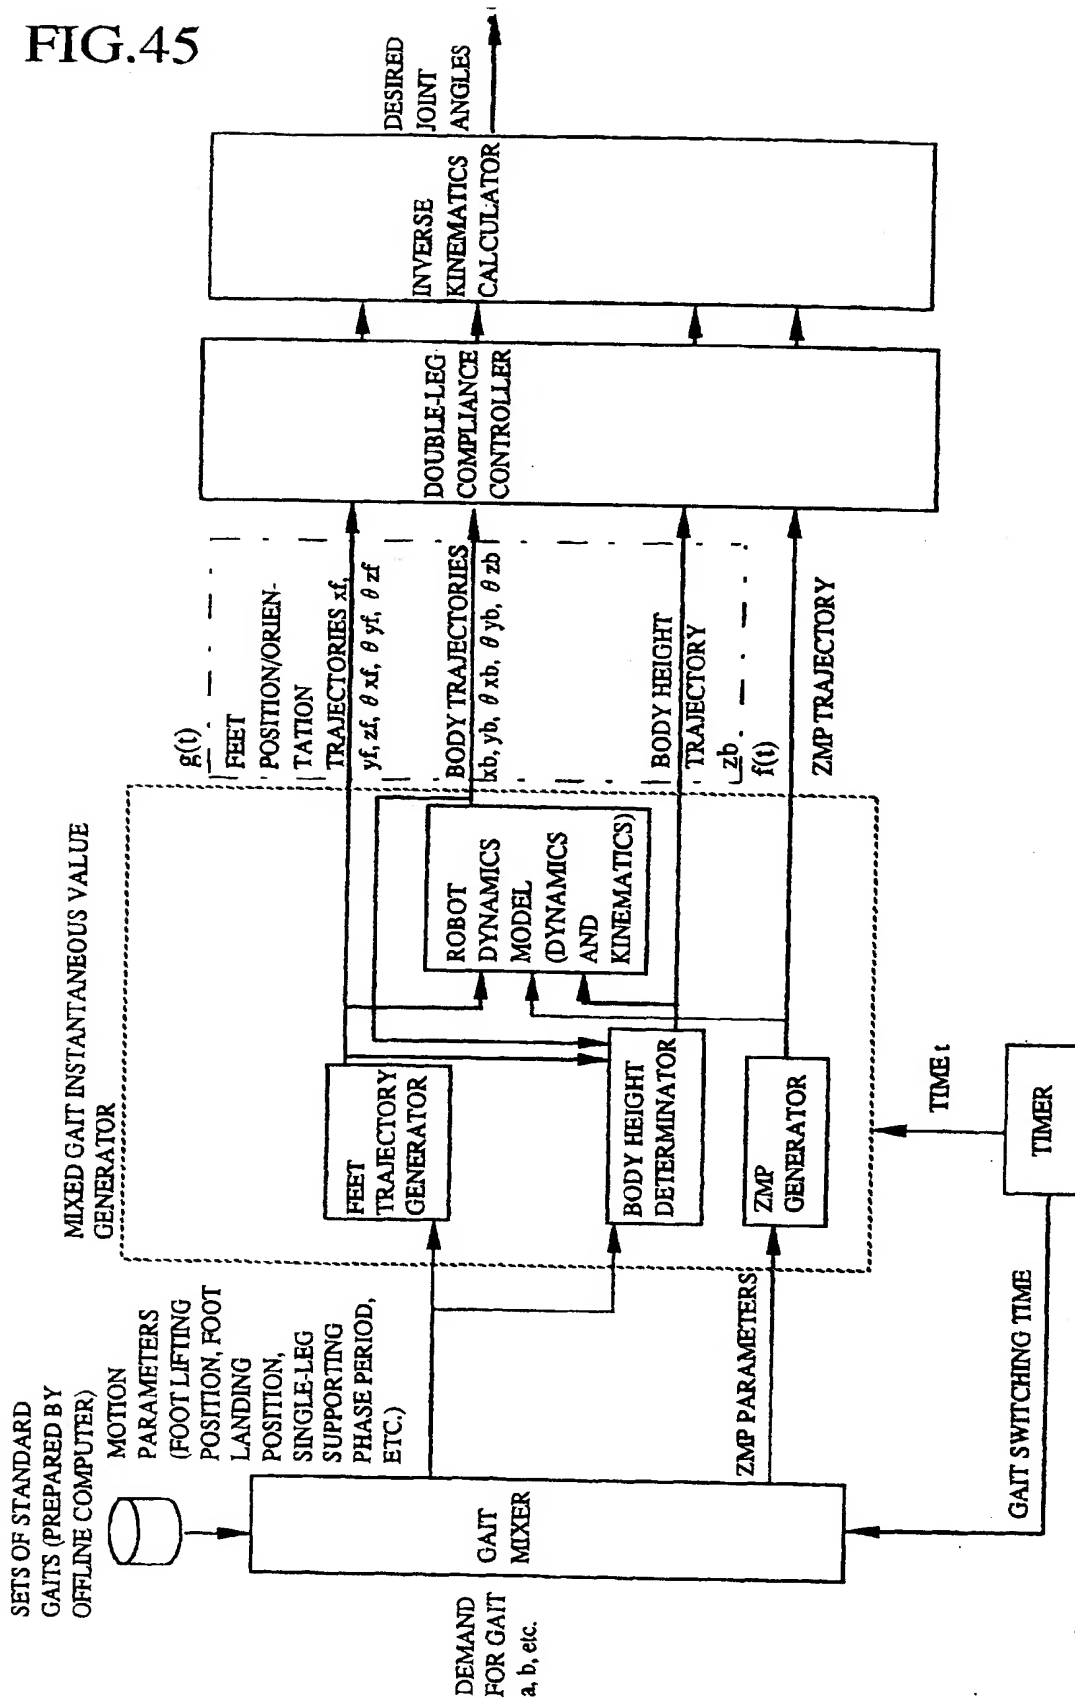 FIG.45
SETS OF STANDARD
GAITS (PREPARED BY
OFFLINE COMPUTER)
DEMAND
FOR GAIT
a, b, etc.
GAIT
MIXER
MOTION
PARAMETERS
(FOOT LIFTING
POSITION, FOOT
LANDING
POSITION,
SINGLE-LEG
SUPPORTING
PHASE PERIOD,
ETC.)
ZMP PARAMETERS
GAIT SWITCHING TIME
TIMER
TIME t
MIXED GAIT INSTANTANEOUS VALUE
GENERATOR
FEET
TRAJECTORY
GENERATOR
BODY HEIGHT
DETERMINATOR
ZMP
GENERATOR
ROBOT
DYNAMICS
MODEL
(DYNAMICS
AND
KINEMATICS)
g(t)
FEET
POSITION/ORIEN-
TATION
TRAJECTORIES xf,
yf, zf, θ xf, θ yf, θ zf
BODY TRAJECTORIES
xb, yb, θ xb, θ yb, θ zb
BODY HEIGHT
TRAJECTORY
zb
f(t)
ZMP TRAJECTORY
DOUBLE-LEG
COMPLIANCE
CONTROLLER
INVERSE
KINEMATICS
CALCULATOR
DESIRED
JOINT
ANGLES